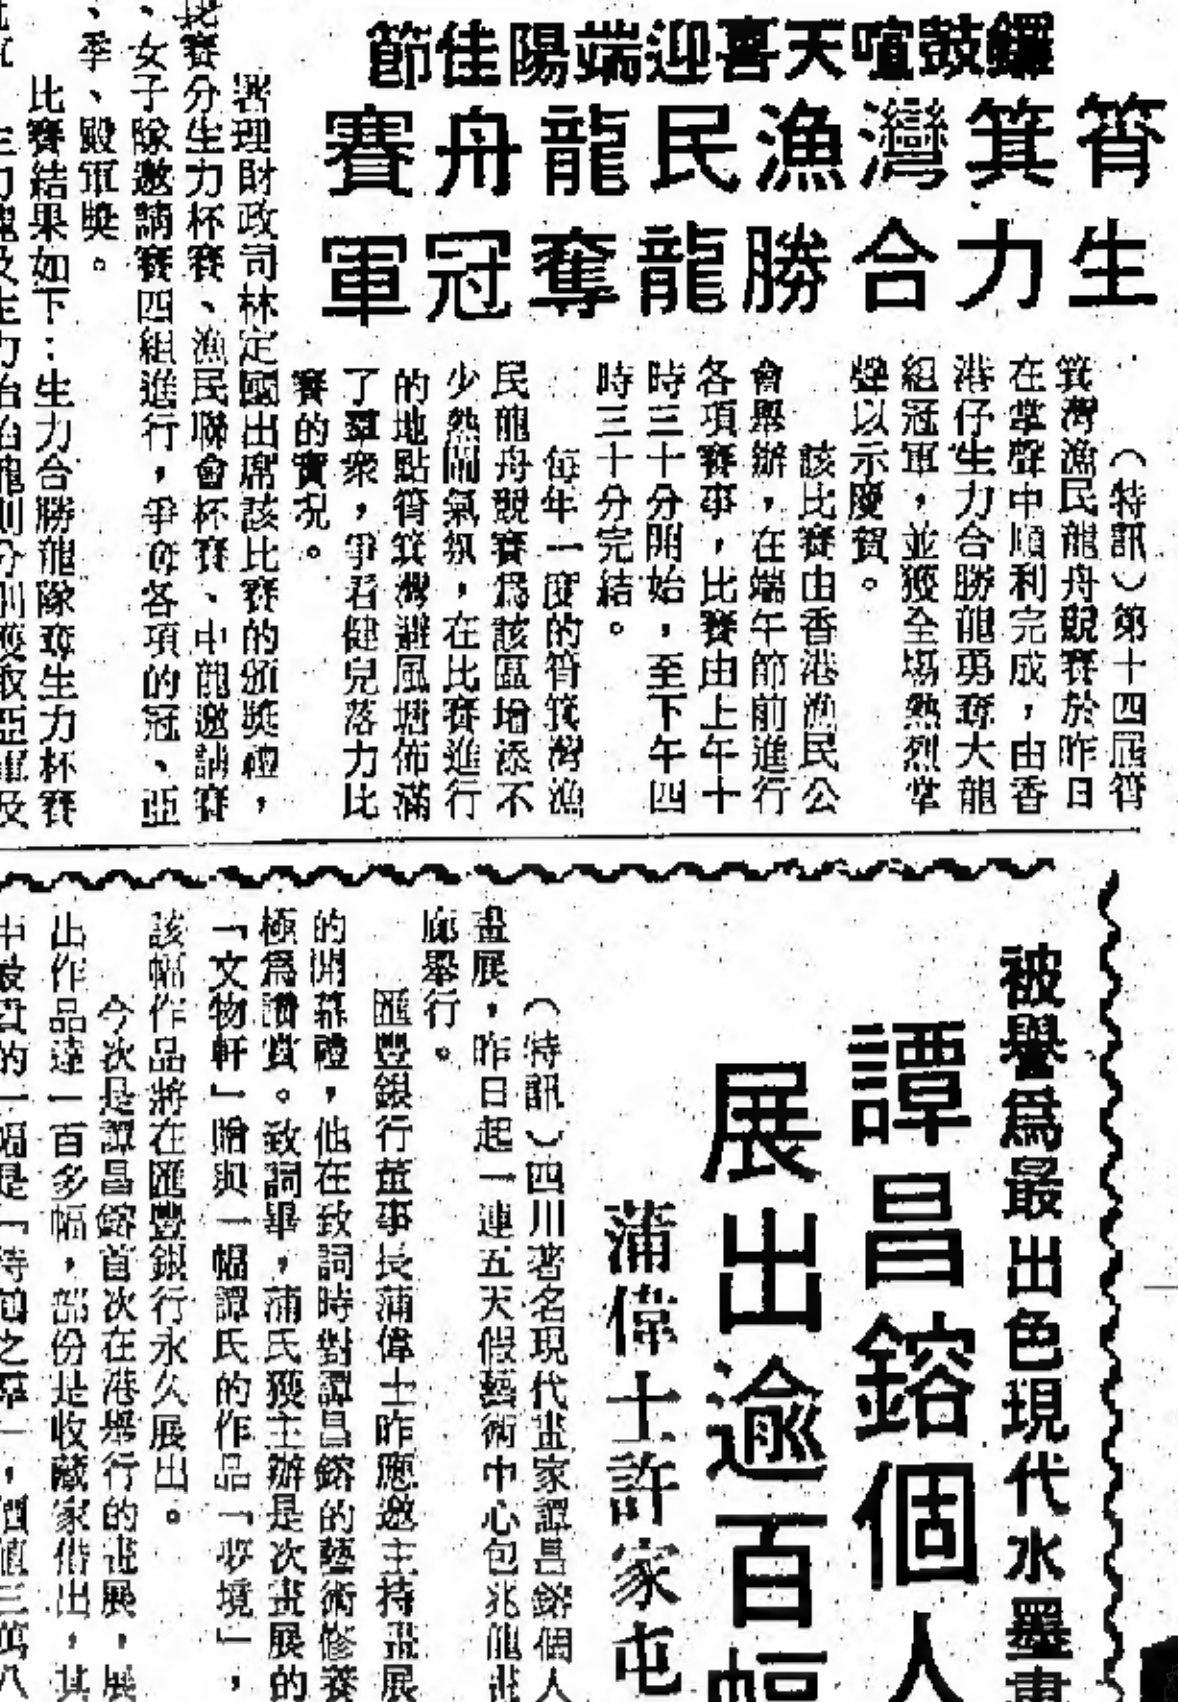 鑼鼓喧天喜迎端陽佳節
筲箕灣漁民龍舟賽
生力合勝龍奪冠軍
（特訊）第十四屆筲
箕灣漁民龍舟競賽於昨日
在掌聲中順利完成，由香
港仔生力合勝龍勇奪大龍
組冠軍，並獲全場熱烈掌
聲以示慶賀。
該比賽由香港漁民公
會舉辦，在端午節前進行
各項賽事，比賽由上午十
時三十分開始，至下午四
時三十分完結。
每年一度的筲箕灣漁
民龍舟競賽爲該區增添不
少熱鬧氣氛，在比賽進行
的地點筲箕灣避風塘佈滿
了羣衆，爭看健兒落力比
賽的實況。
署理財政司林定國出席該比賽的頒獎禮，
比賽分生力杯賽、漁民聯會杯賽、中龍邀請賽
、女子隊邀請賽四組進行，爭奪各項的冠、亞
、季、殿軍獎。
比賽結果如下：生力合勝龍隊奪生力杯賽
被譽爲最出色現代水墨畫
譚昌鎔個人
展出逾百幅
蒲偉士許家屯
（特訊）四川著名現代畫家譚昌鎔個人
畫展，昨日起一連五天假藝術中心包兆龍畫
廊舉行。
匯豐銀行董事長蒲偉士昨應邀主持畫展
的開幕禮，他在致詞時對譚昌鎔的藝術修養
極爲讚賞。致詞畢，蒲氏獲主辦是次畫展的
「文物軒」贈與一幅譚氏的作品「夢境」，
該幅作品將在匯豐銀行永久展出。
今次是譚昌鎔首次在港舉行的畫展，展
出作品達一百多幅，部份是收藏家借出，其